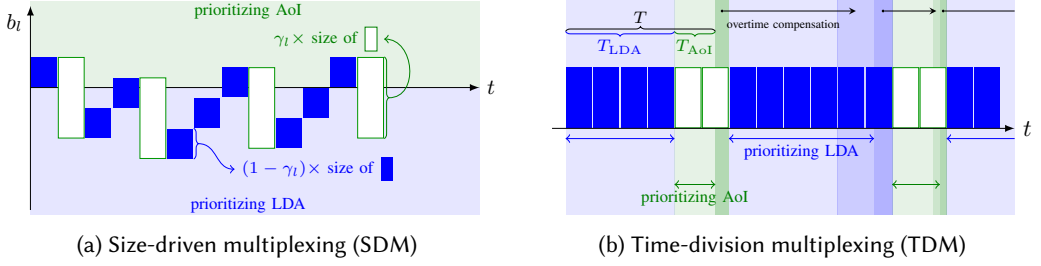 prioritizing AoI
b_l
γ_l × size of
t
(1 − γ_l)× size of
prioritizing LDA
(a) Size-driven multiplexing (SDM)
T
overtime compensation
T_LDA
T_AoI
t
prioritizing LDA
prioritizing AoI
(b) Time-division multiplexing (TDM)